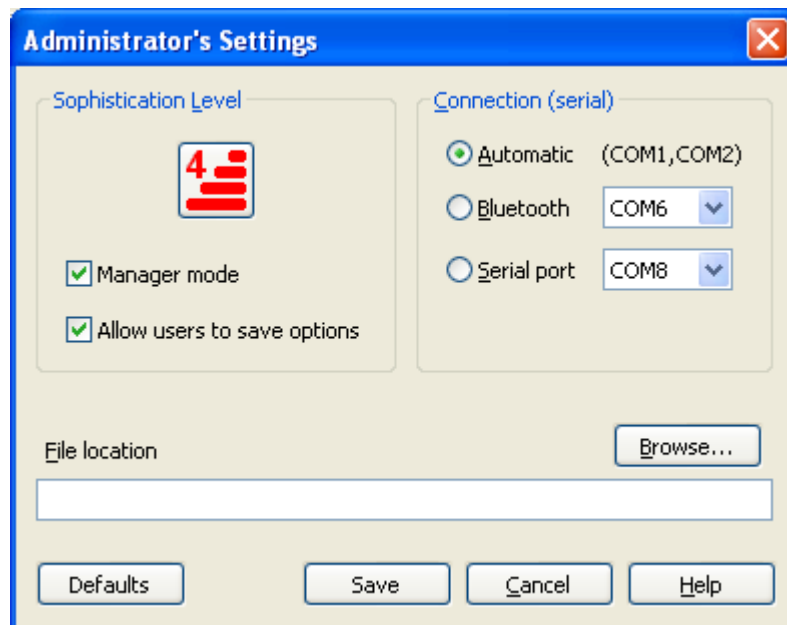 Administrator's Settings
Sophistication Level
4
Manager mode
Allow users to save options
Connection (serial)
Automatic (COM1,COM2)
Bluetooth COM6
Serial port COM8
File location
Browse...
Defaults Save Cancel Help